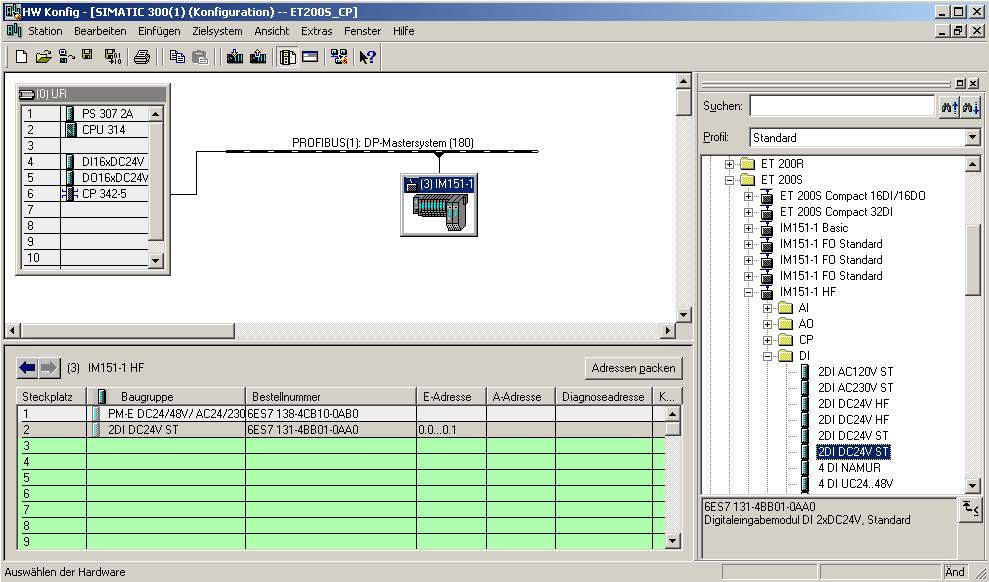 HW Konfig - [SIMATIC 300(1) (Konfiguration) -- ET200S_CP]
Station Bearbeiten Einfügen Zielsystem Ansicht Extras Fenster Hilfe
(0) UR
1 PS 307 2A
2 CPU 314
3
4 DI16xDC24V
5 DO16xDC24V
6 CP 342-5
7
8
9
10
PROFIBUS(1): DP-Mastersystem (180)
(3) IM151-1
(3) IM151-1 HF
Adressen packen
Steckplatz Baugruppe Bestellnummer E-Adresse A-Adresse Diagnoseadresse K...
1 PM-E DC24/48V/ AC24/230 6ES7 138-4CB10-0AB0
2 2DI DC24V ST 6ES7 131-4BB01-0AA0 0.0...0.1
3
4
5
6
7
8
9
Suchen:
Profil: Standard
ET 200R
ET 200S
ET 200S Compact 16DI/16DO
ET 200S Compact 32DI
IM151-1 Basic
IM151-1 FO Standard
IM151-1 FO Standard
IM151-1 FO Standard
IM151-1 HF
AI
AO
CP
DI
2DI AC120V ST
2DI AC230V ST
2DI DC24V HF
2DI DC24V HF
2DI DC24V ST
2DI DC24V ST
4 DI NAMUR
4 DI UC24..48V
6ES7 131-4BB01-0AA0
Digitaleingabemodul DI 2xDC24V, Standard
Auswählen der Hardware
Änd